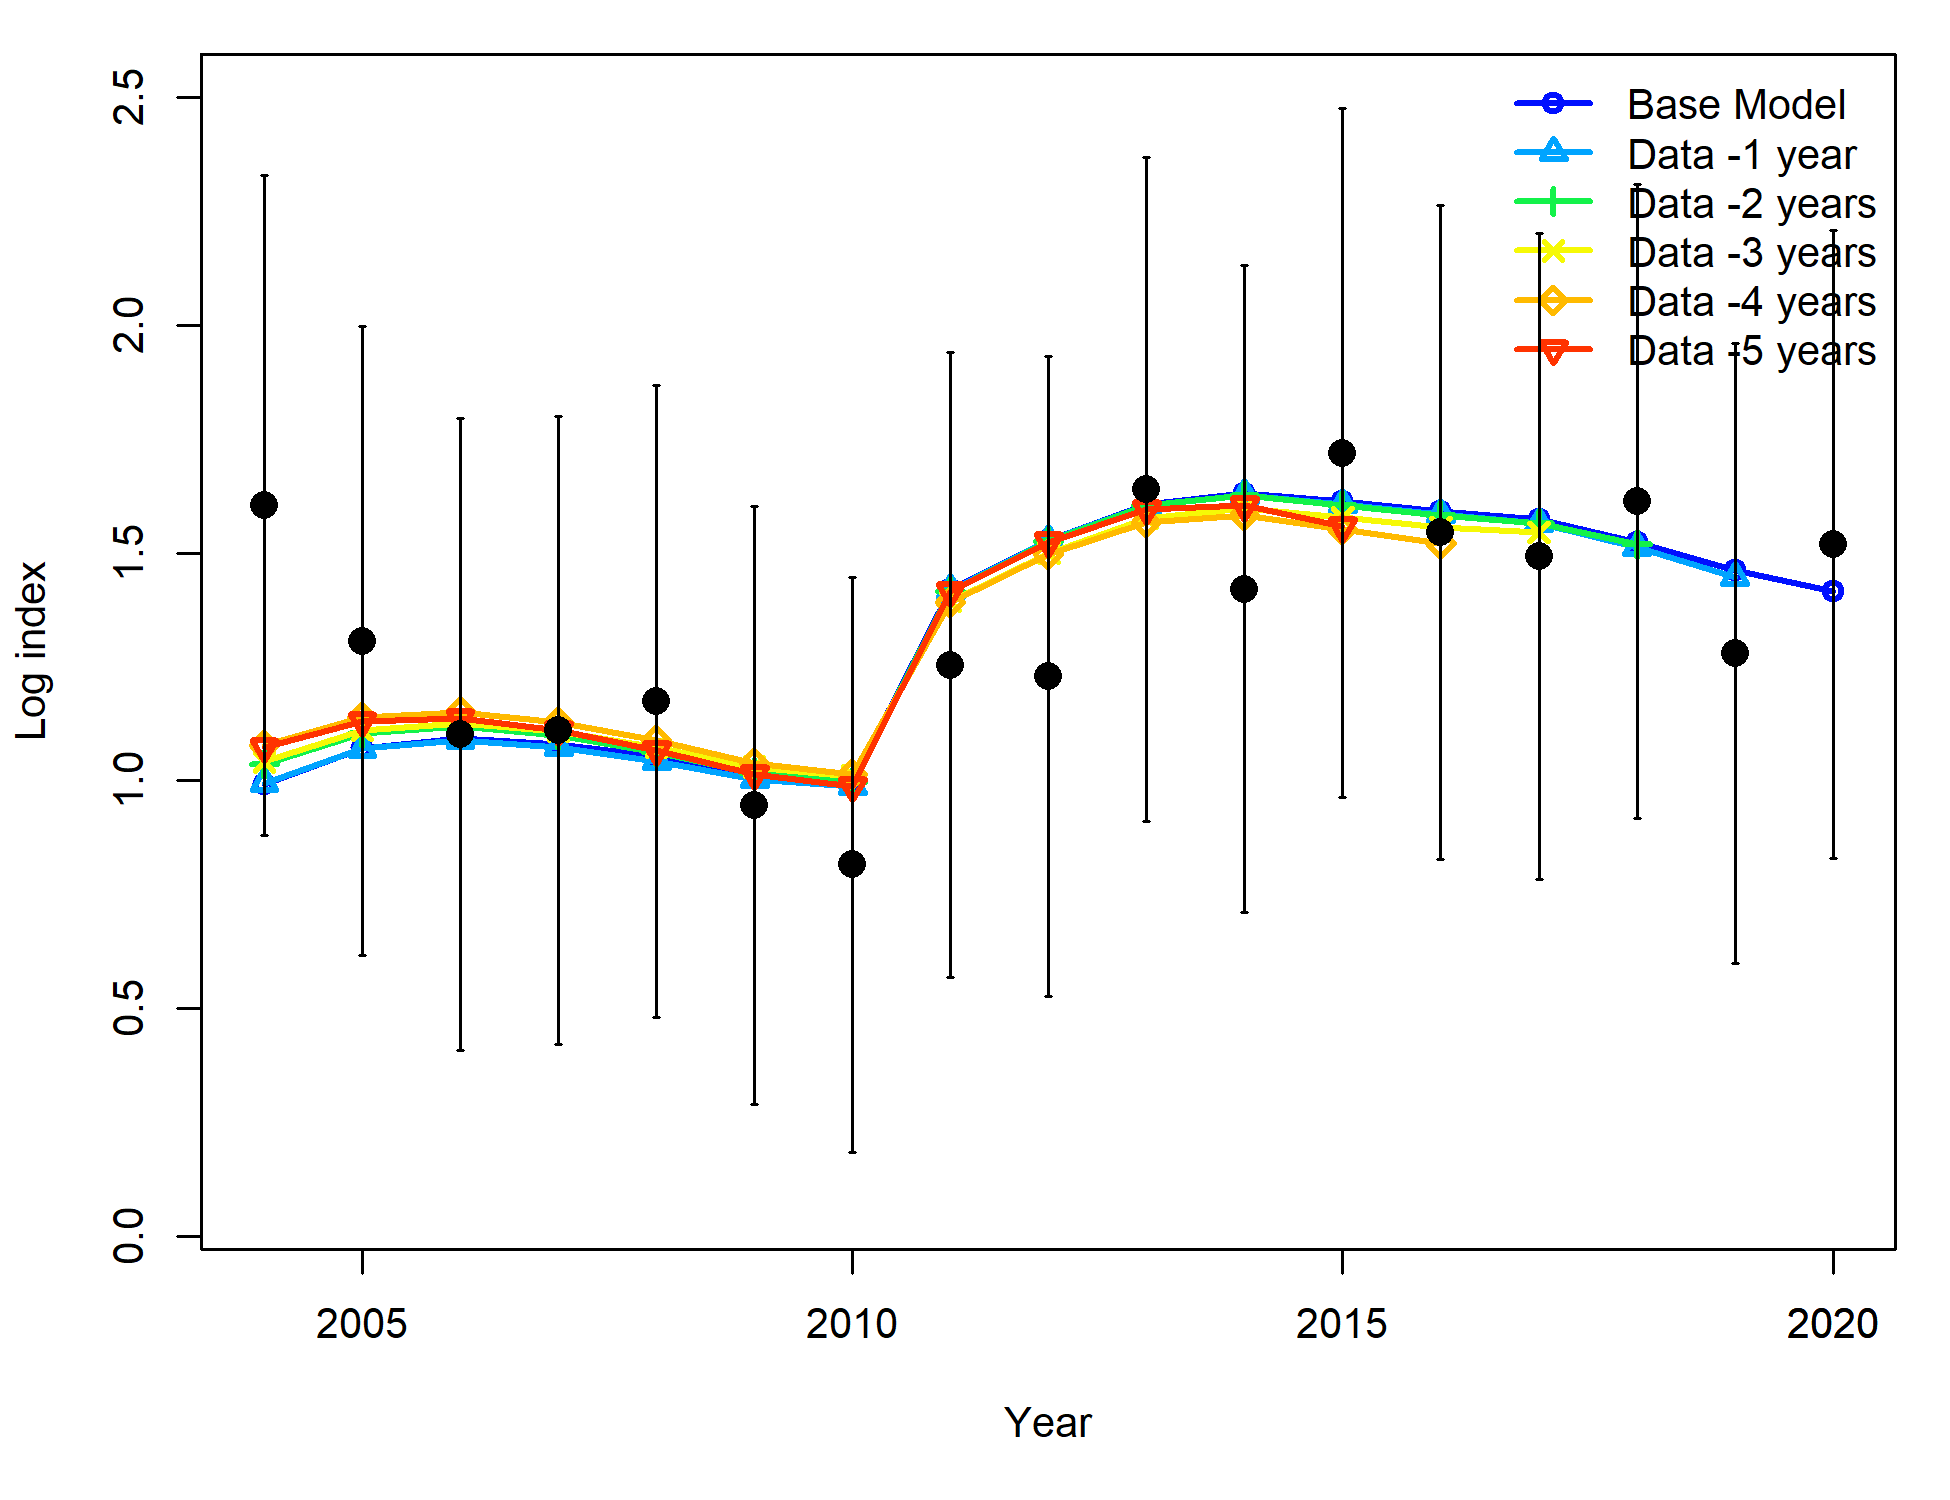 2.5
2.0
1.5
1.0
0.5
0.0
Log index
Base Model
Data -1 year
Data -2 years
Data -3 years
Data -4 years
Data -5 years
2005
2010
2015
2020
Year